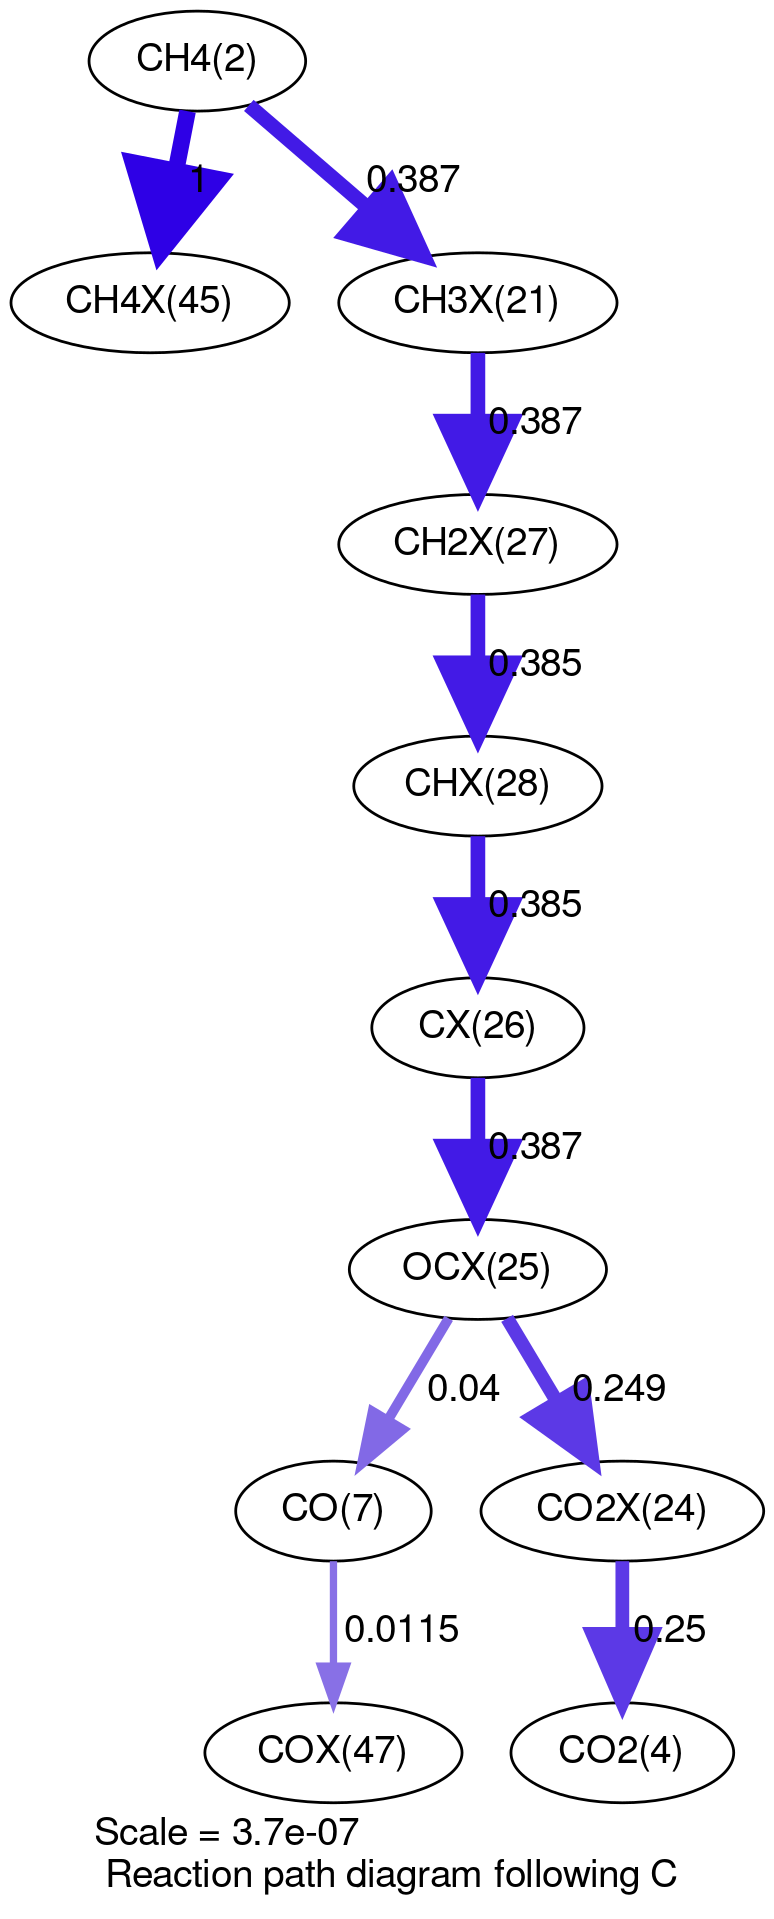 CH4(2)
1
0.387
CH4X(45)
CH3X(21)
0.387
CH2X(27)
0.385
CHX(28)
0.385
CX(26)
0.387
OCX(25)
0.04
0.249
CO(7)
CO2X(24)
0.0115
0.25
COX(47)
CO2(4)
Scale = 3.7e-07
Reaction path diagram following C